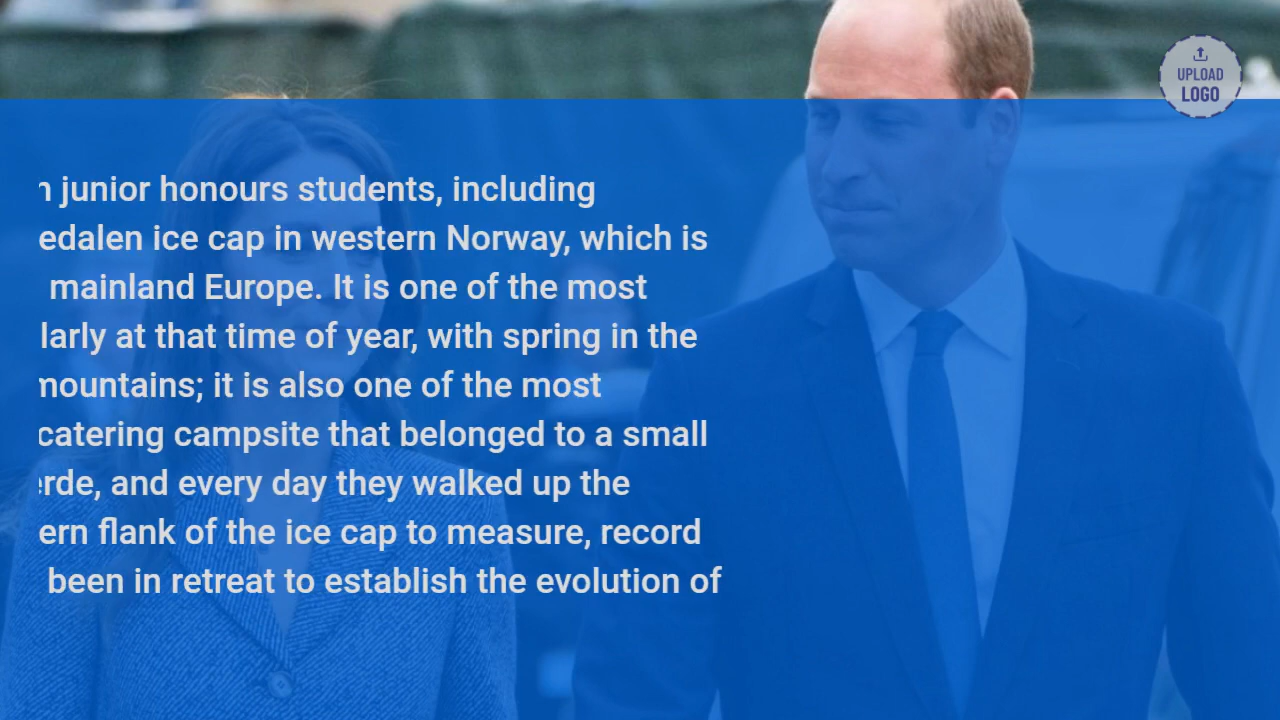 junior honours students, including
edalen ice cap in western Norway, which is
mainland Europe. It is one of the most
larly at that time of year, with spring in the
mountains; it is also one of the most
catering campsite that belonged to a small
rde, and every day they walked up the
ern flank of the ice cap to measure, record
been in retreat to establish the evolution of
UPLOAD
LOGO